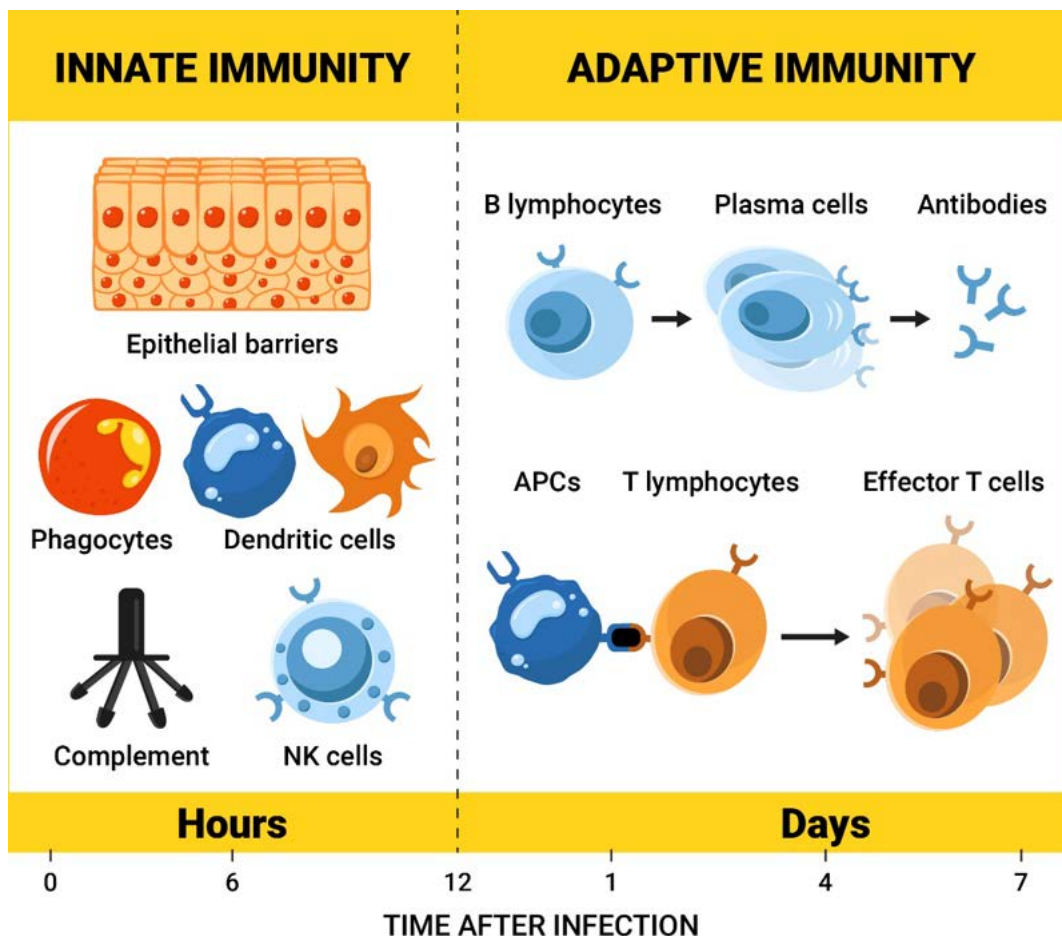 INNATE IMMUNITY
ADAPTIVE IMMUNITY
Epithelial barriers
Phagocytes
Dendritic cells
Complement
NK cells
B lymphocytes
Plasma cells
Antibodies
APCs
T lymphocytes
Effector T cells
Hours
Days
0
6
12
1
4
7
TIME AFTER INFECTION